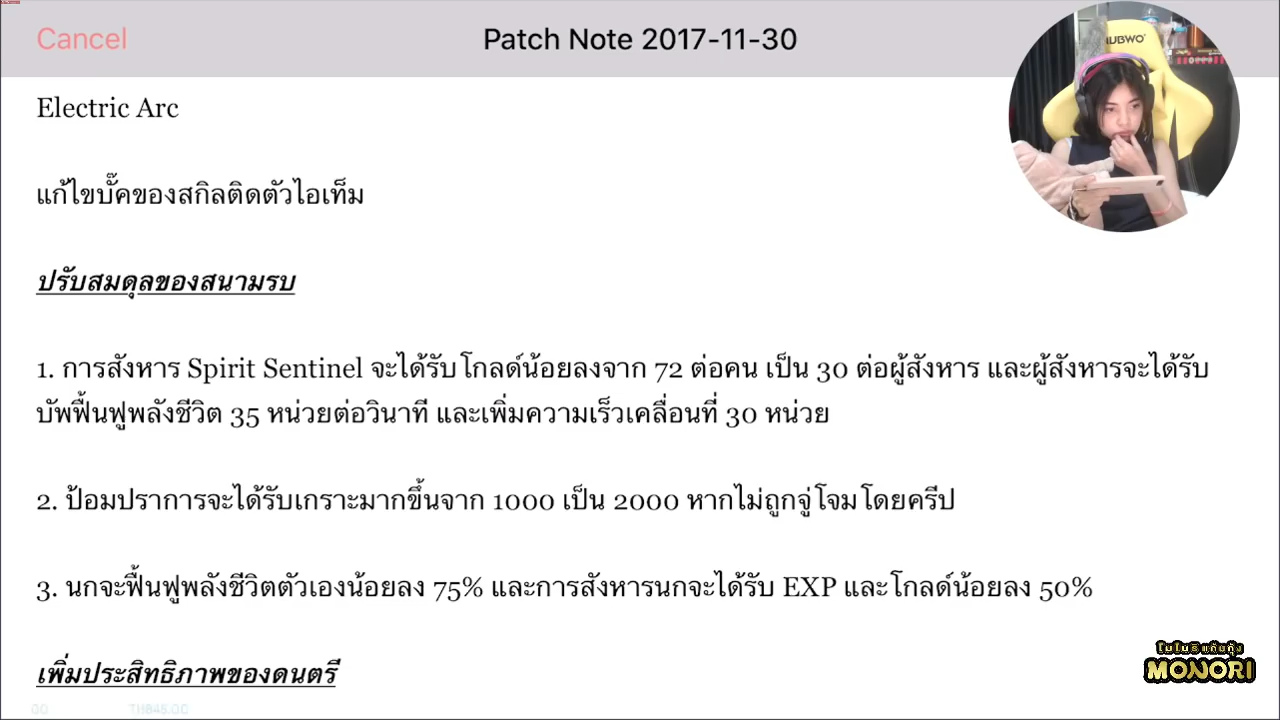 Cancel
Patch Note 2017-11-30
HUBWO
Electric Arc
แก้ไขบั๊คของสกิลติดตัวไอเท็ม
ปรับสมดุลของสนามรบ
1. การสังหาร Spirit Sentinel จะได้รับโกลด์น้อยลงจาก 72 ต่อคน เป็น 30 ต่อผู้สังหาร และผู้สังหารจะได้รับ
บัพฟื้นฟูพลังชีวิต 35 หน่วยต่อวินาที และเพิ่มความเร็วเคลื่อนที่ 30 หน่วย
2. ป้อมปราการจะได้รับเกราะมากขึ้นจาก 1000 เป็น 2000 หากไม่ถูกจู่โจมโดยครีป
3. นกจะฟื้นฟูพลังชีวิตตัวเองน้อยลง 75% และการสังหารนกจะได้รับ EXP และโกลด์น้อยลง 50%
MONORI
เพิ่มประสิทธิภาพของดนตรี